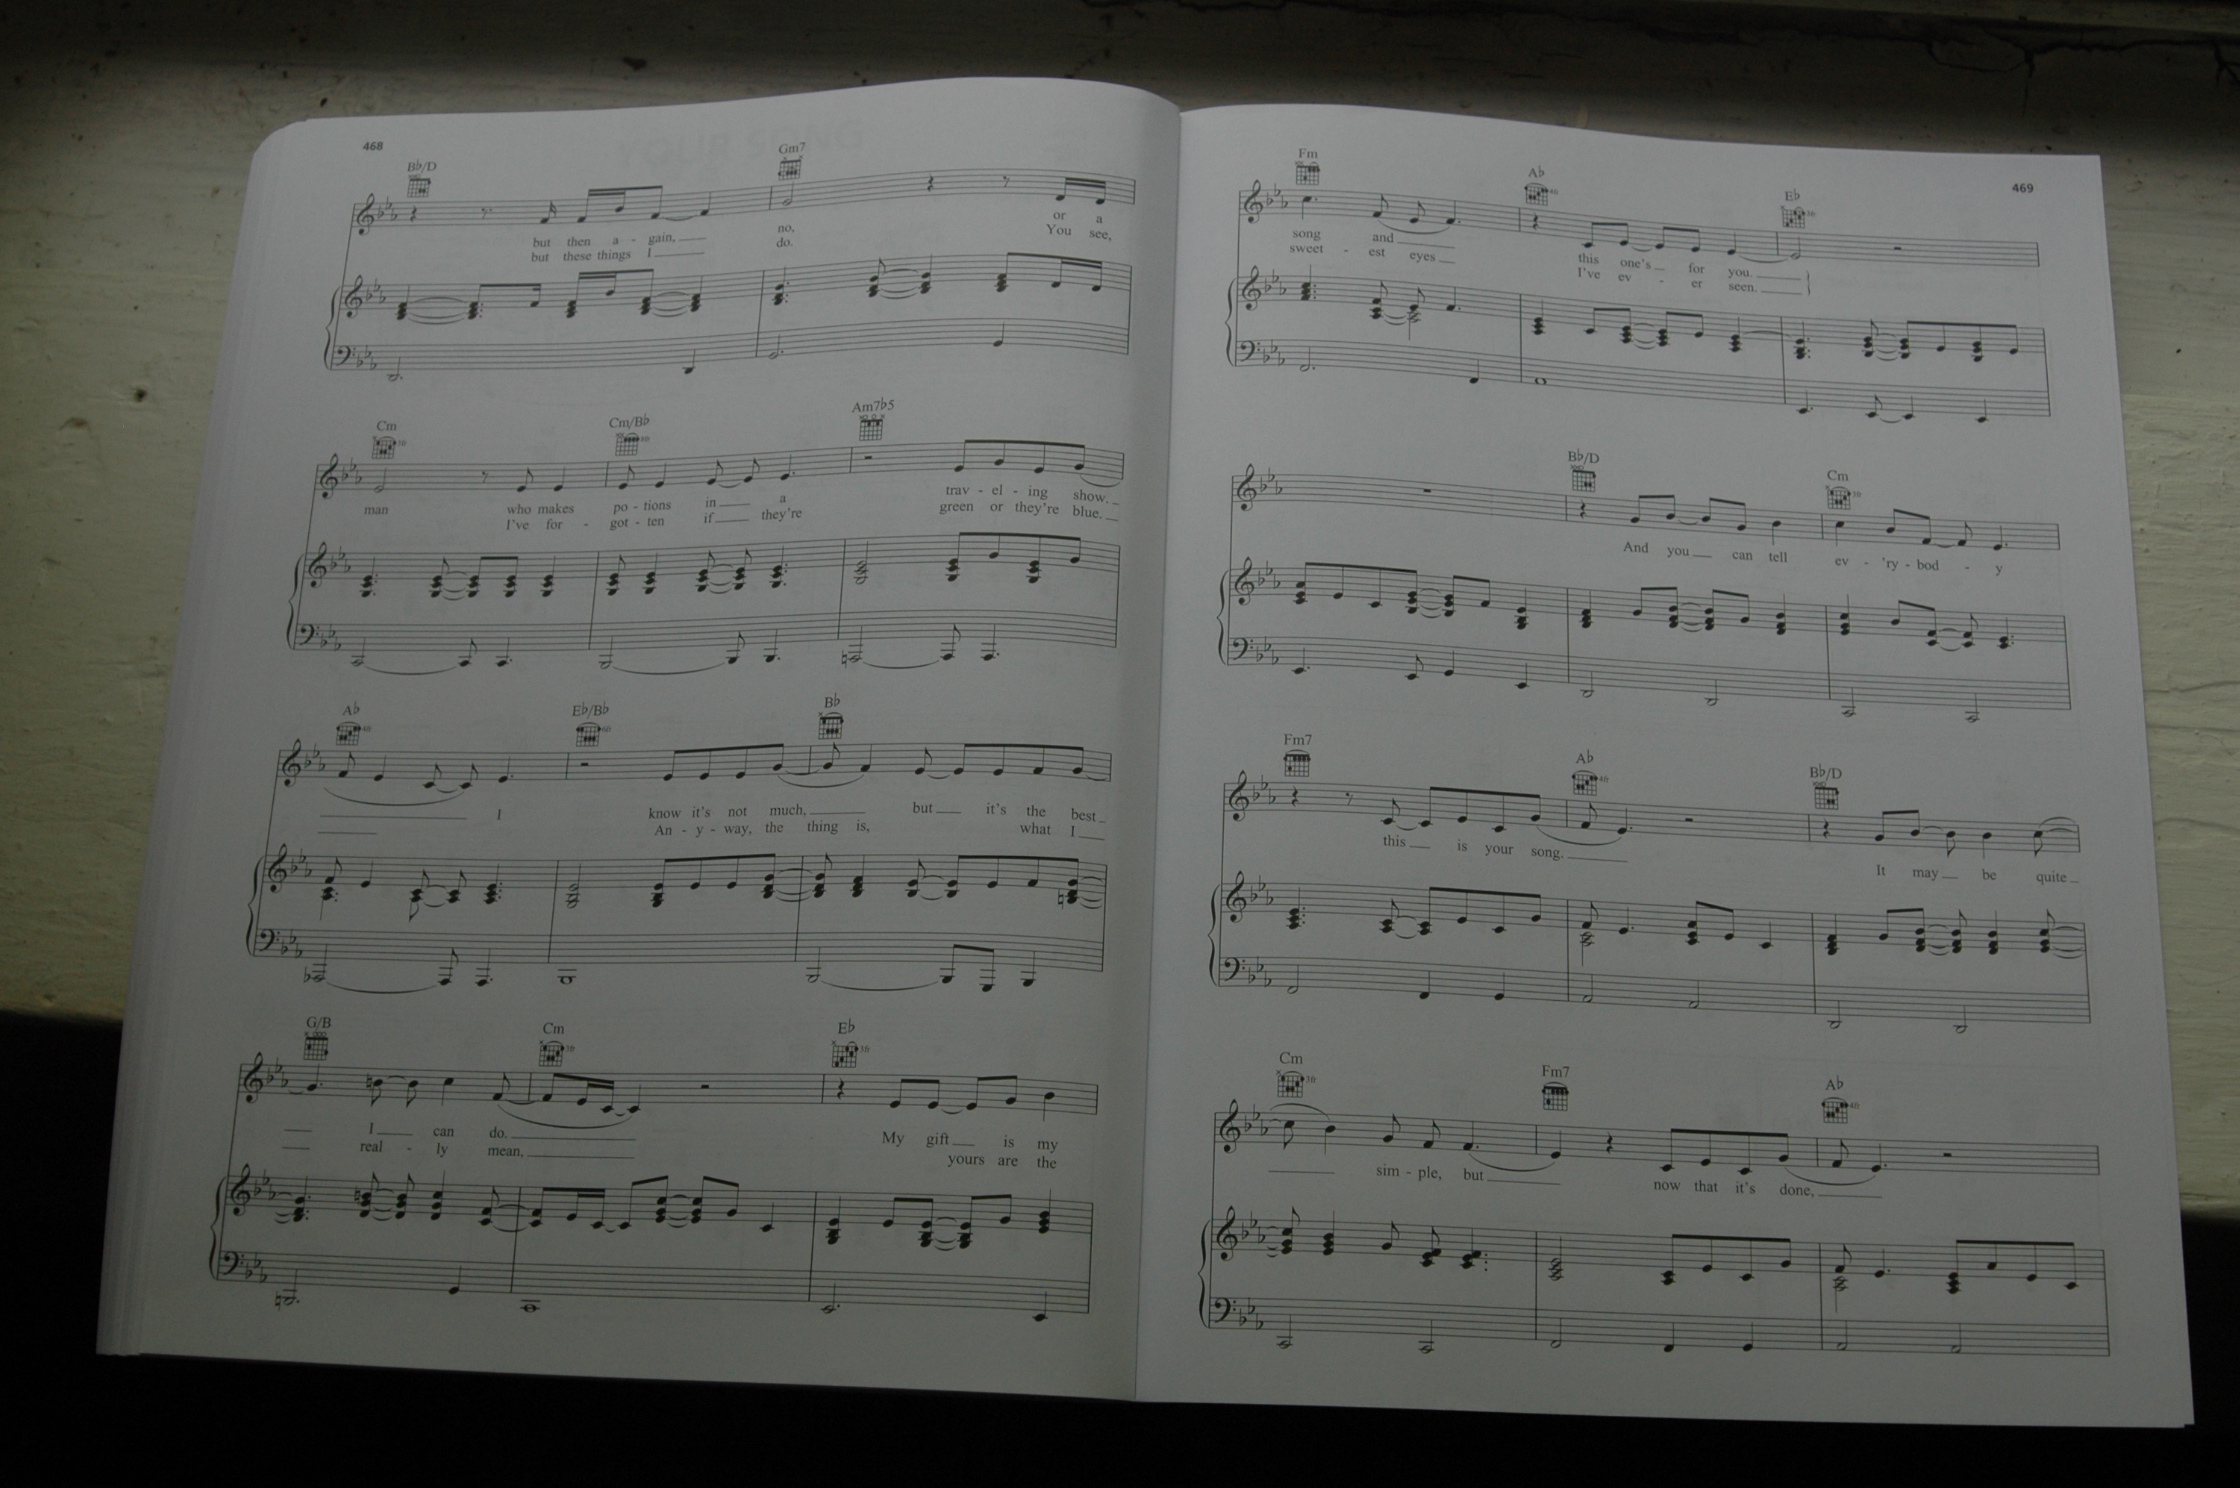 468
B♭/D Gm7
but then a - gain, no, or a
but these things I do. You see,
Cm Cm/B♭ Am7♭5
man who makes po - tions in a trav - el - ing show.
I've for - got - ten if they're green or they're blue.
A♭ E♭/B♭ B♭
I know it's not much, but it's the best
An - y - way, the thing is, what I
G/B Cm E♭
I can do. My gift is my
real - ly mean, yours are the
469
Fm A♭ E♭
song and this one's for you.
sweet - est eyes I've ev - er seen.
B♭/D Cm
And you can tell ev - 'ry - bod - y
Fm7 A♭ B♭/D
this is your song. It may be quite
Cm Fm7 A♭
sim - ple, but now that it's done,